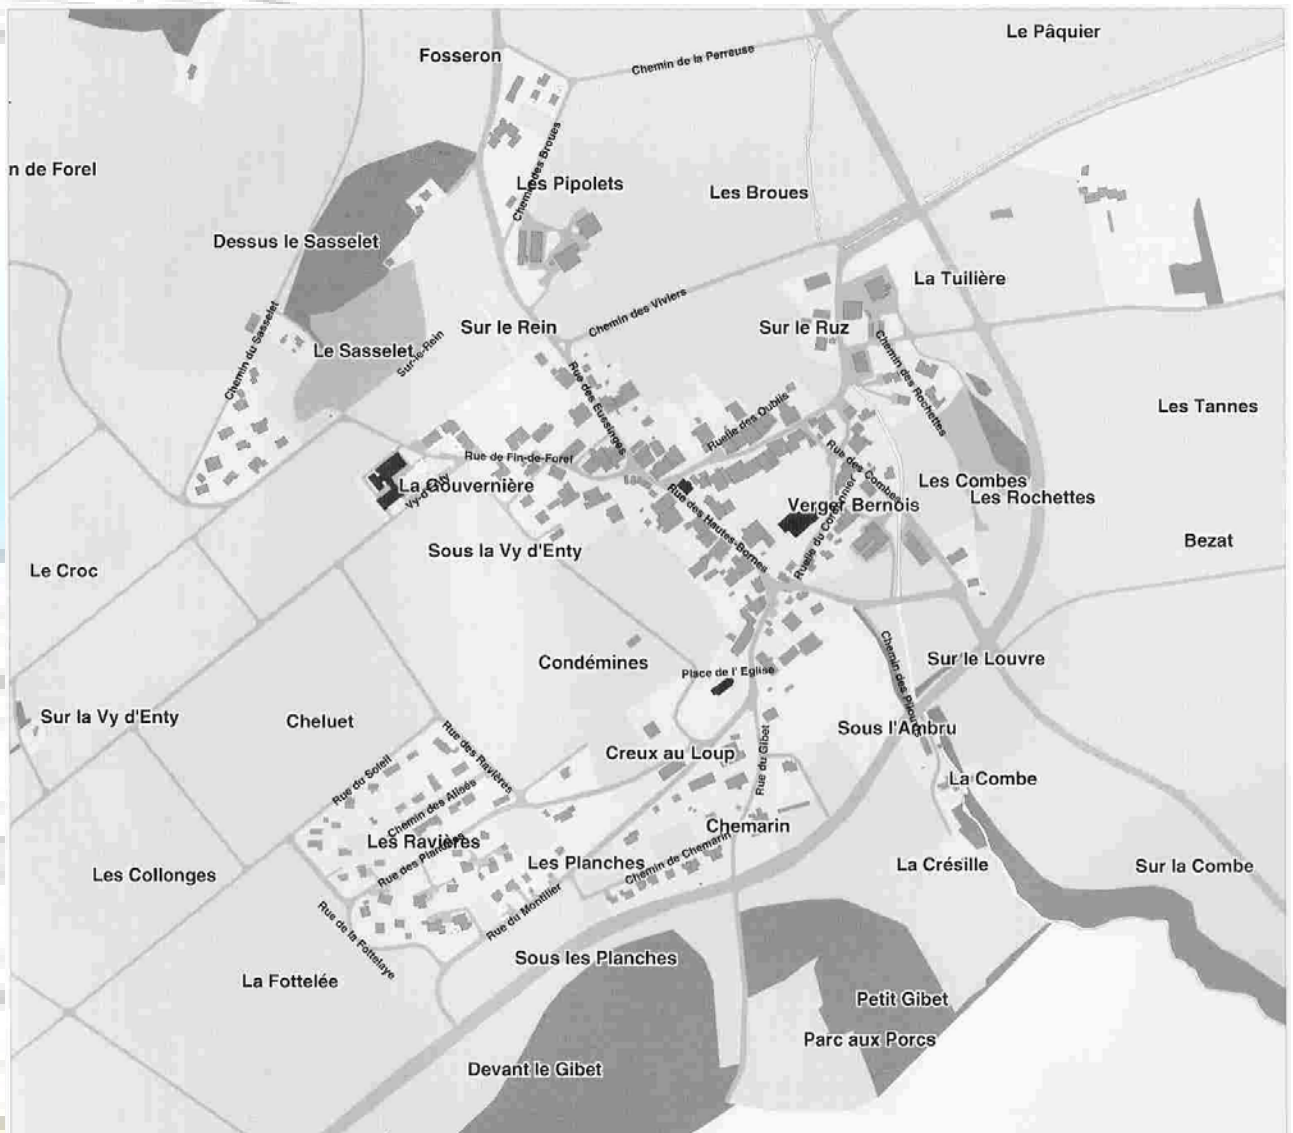 Le Pâquier
Fosseron
Chemin de la Perreuse
n de Forel
Chemin des Broues
Les Pipolets
Les Broues
Dessus le Sasselet
La Tuilière
Chemin des Viviers
Sur le Rein
Sur le Ruz
Chemin du Sasselet
Le Sasselet
Sur-le-Rein
Chemin des Rochettes
Rue des Eussinges
Ruelle des Oublis
Les Tannes
Rue de Fin-de-Forel
Rue des Combes
La Gouvernière
Vy-d'Enty
Les Combes
Les Rochettes
Verger Bernois
Rue des Hautes-Bornes
Ruelle du Cordonnier
Sous la Vy d'Enty
Bezat
Le Croc
Condémines
Place de l' Eglise
Chemin des Pilouses
Sur le Louvre
Sur la Vy d'Enty
Cheluet
Sous l'Ambru
Rue des Ravières
Creux au Loup
Rue du Gibet
Rue du Soleil
La Combe
Chemin des Alisés
Chemarin
Les Ravières
Rue des Planches
Les Planches
Chemin de Chemarin
La Crésille
Sur la Combe
Les Collonges
Rue du Montilier
Rue de la Fottelaye
Sous les Planches
La Fottelée
Petit Gibet
Parc aux Porcs
Devant le Gibet